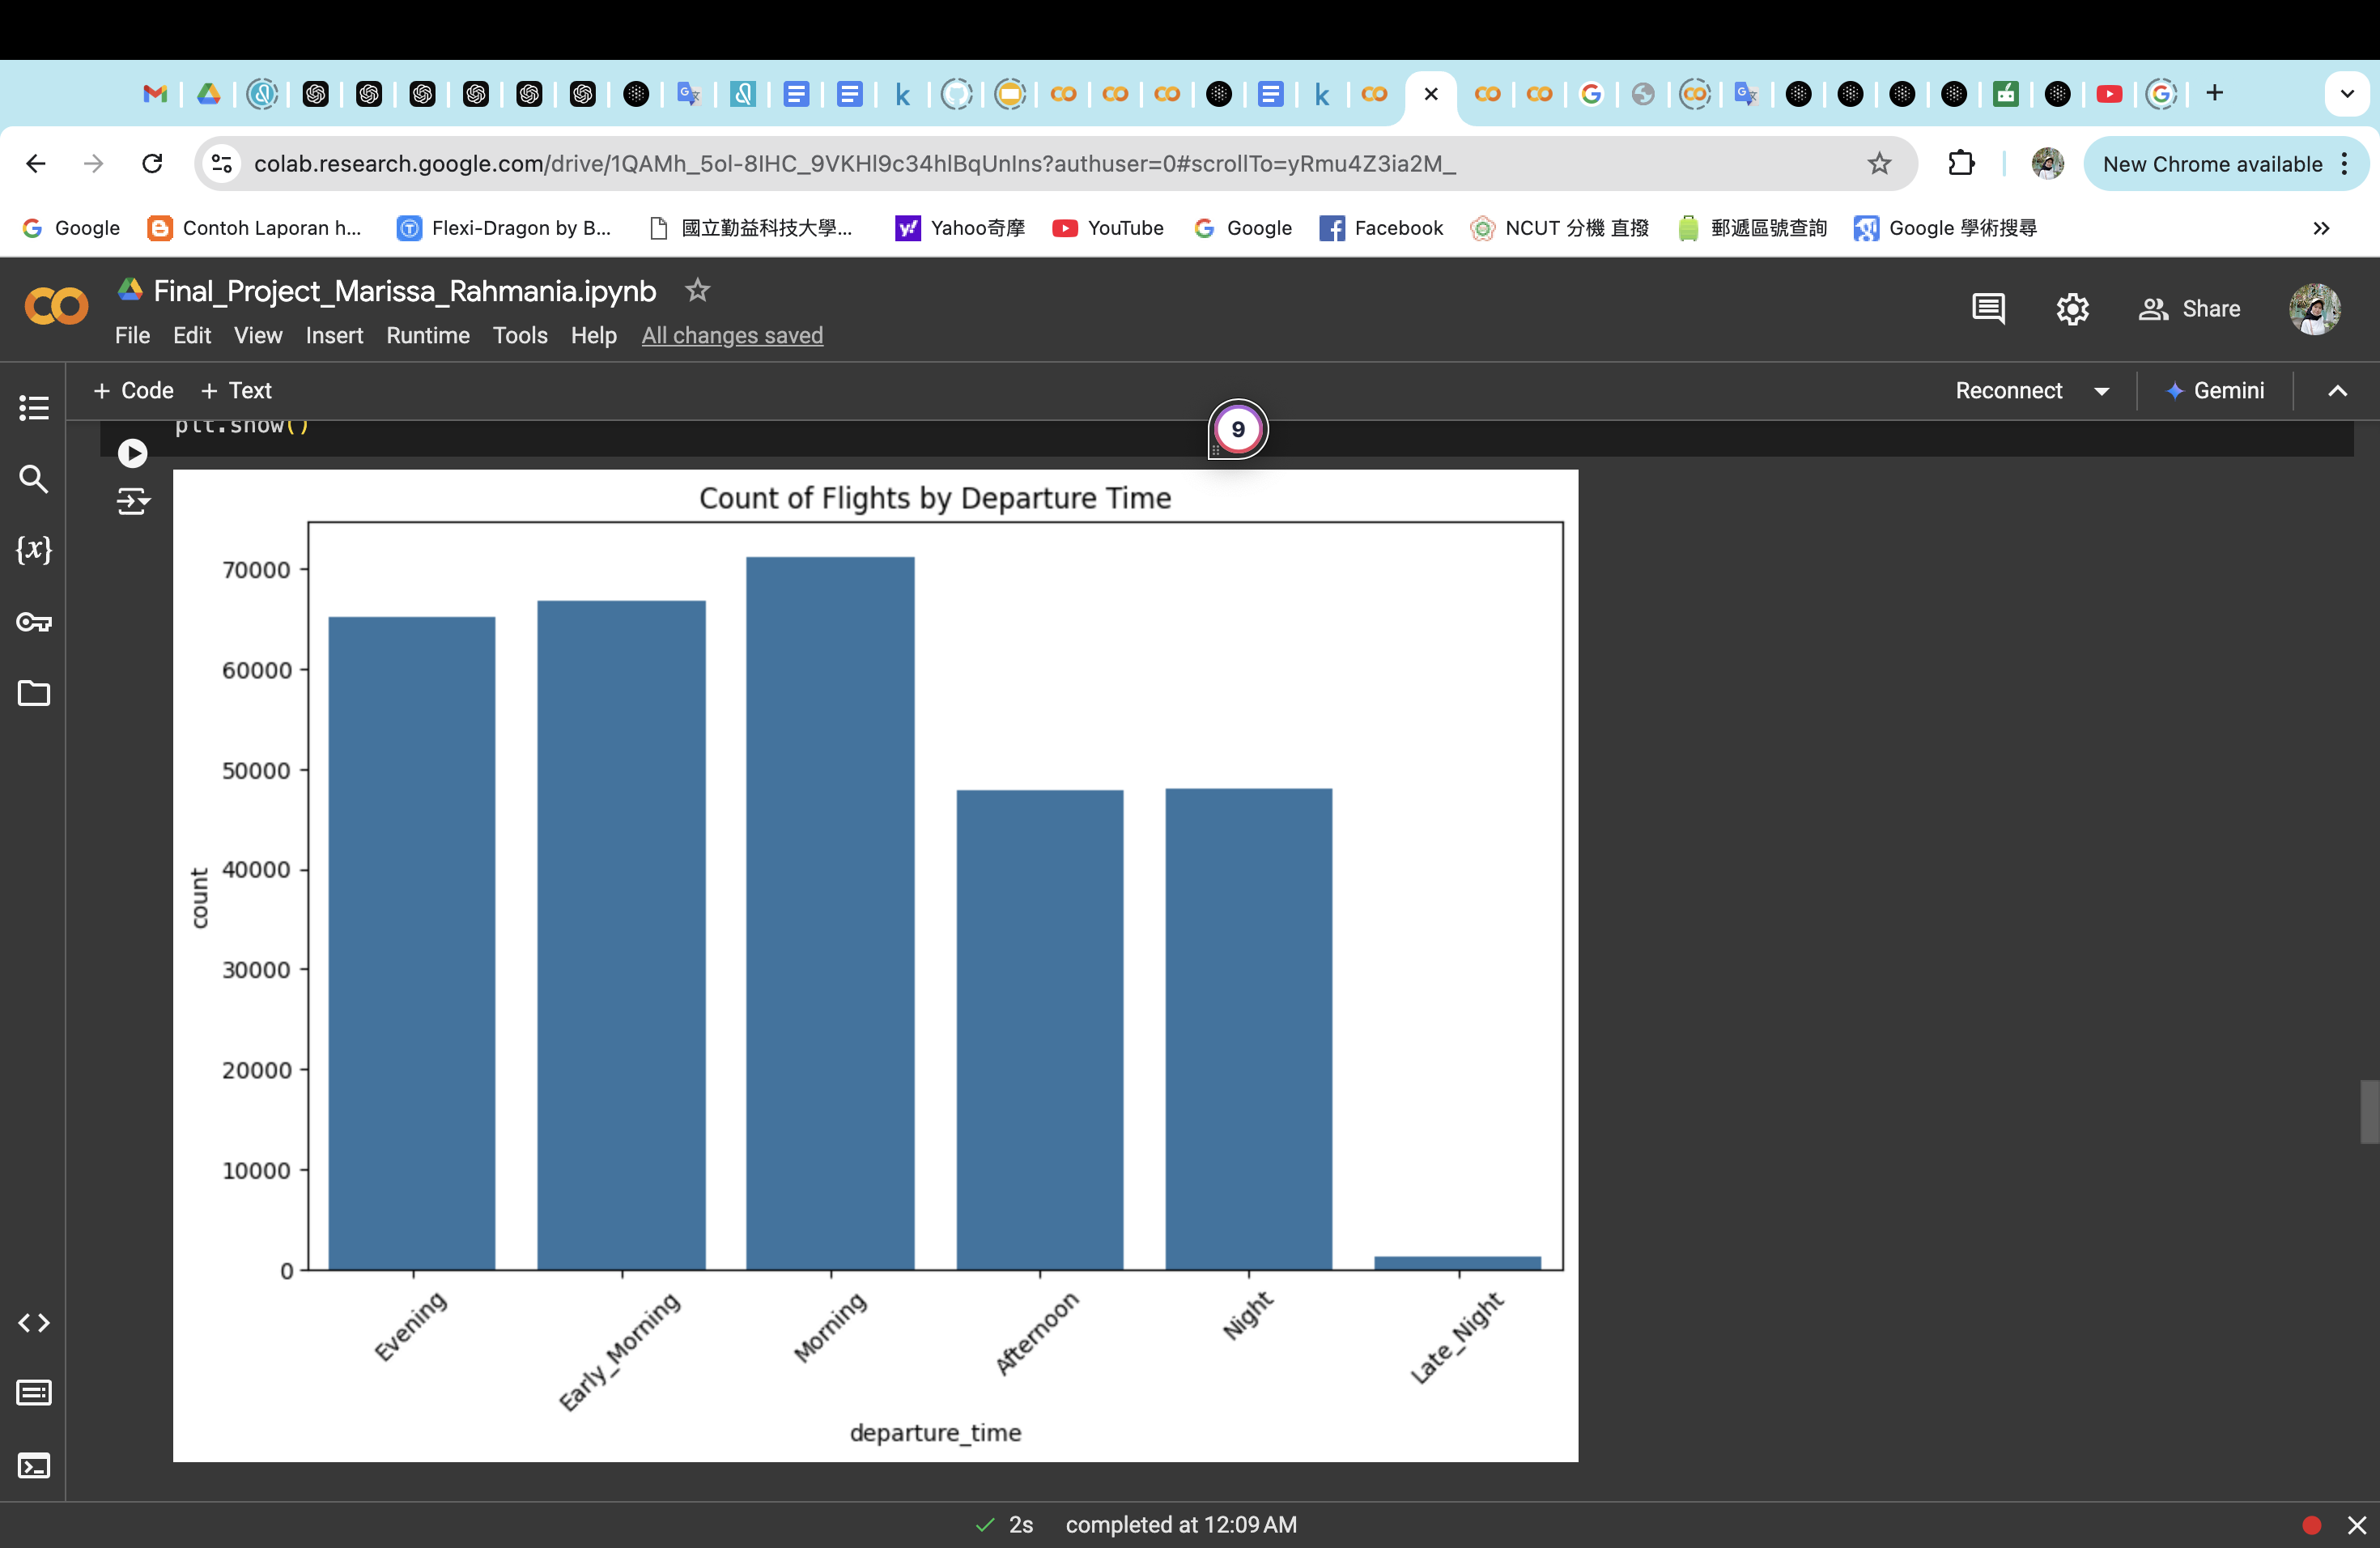 colab.research.google.com/drive/1QAMh_5ol-8IHC_9VKHl9c34hlBqUnIns?authuser=0#scrollTo=yRmu4Z3ia2M_
New Chrome available
Google
Contoh Laporan h...
Flexi-Dragon by B...
國立勤益科技大學...
Yahoo奇摩
YouTube
Google
Facebook
NCUT 分機 直撥
郵遞區號查詢
Google 學術搜尋
Final_Project_Marissa_Rahmania.ipynb
Share
File Edit View Insert Runtime Tools Help All changes saved
+ Code + Text
Reconnect
Gemini
plt.show()
9
{x}
Count of Flights by Departure Time
70000
60000
50000
40000
30000
20000
10000
0
count
Evening
Early_Morning
Morning
Afternoon
Night
Late_Night
departure_time
2s completed at 12:09 AM